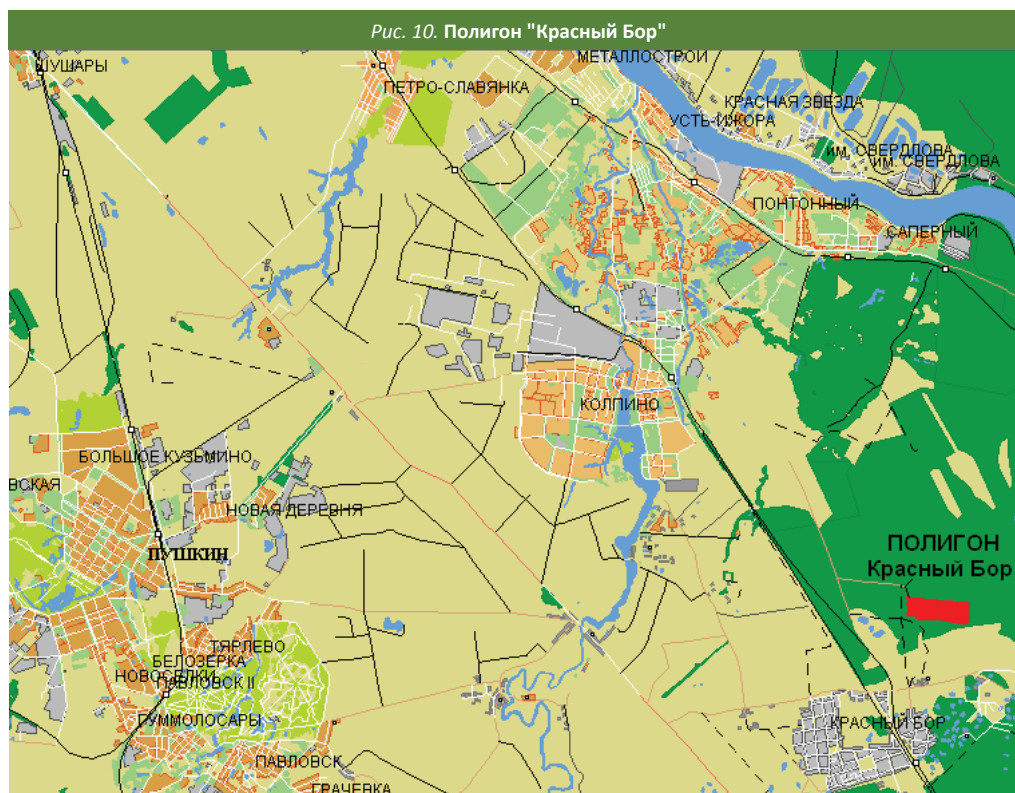 Рис. 10. Полигон "Красный Бор"
ШУШАРЫ
МЕТАЛЛОСТРОЙ
ПЕТРО-СЛАВЯНКА
КРАСНАЯ ЗВЕЗДА
УСТЬ-ИЖОРА
им. СВЕРДЛОВА
им. СВЕРДЛОВА
ПОНТОННЫЙ
САПЕРНЫЙ
КОЛПИНО
БОЛЬШОЕ КУЗЬМИНО
ВСКАЯ
НОВАЯ ДЕРЕВНЯ
ПУШКИН
ПОЛИГОН
Красный Бор
ТЯРЛЕВО
БЕЛОЗЕРКА
НОВОСЕЛКИ
ПАВЛОВСК II
ГУММОЛОСАРЫ
КРАСНЫЙ БОР
ПАВЛОВСК
ГРАЧЕВКА